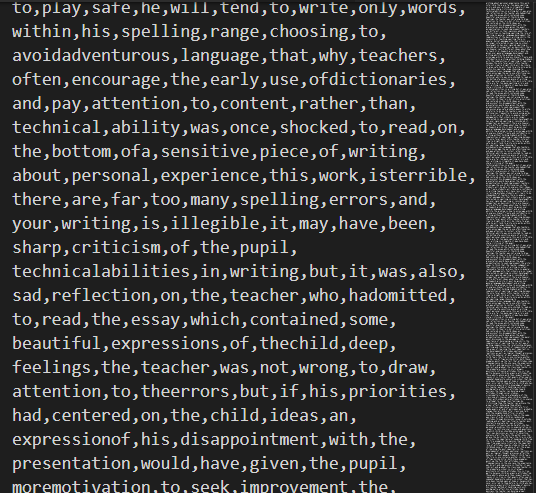 to,play,safe,he,will,tend,to,write,only,words,
within,his,spelling,range,choosing,to,
avoidadventurous,language,that,why,teachers,
often,encourage,the,early,use,ofdictionaries,
and,pay,attention,to,content,rather,than,
technical,ability,was,once,shocked,to,read,on,
the,bottom,ofa,sensitive,piece,of,writing,
about,personal,experience,this,work,isterrible,
there,are,far,too,many,spelling,errors,and,
your,writing,is,illegible,it,may,have,been,
sharp,criticism,of,the,pupil,
technicalabilities,in,writing,but,it,was,also,
sad,reflection,on,the,teacher,who,hadomitted,
to,read,the,essay,which,contained,some,
beautiful,expressions,of,thechild,deep,
feelings,the,teacher,was,not,wrong,to,draw,
attention,to,theerrors,but,if,his,priorities,
had,centered,on,the,child,ideas,an,
expressionof,his,disappointment,with,the,
presentation,would,have,given,the,pupil,
moremotivation,to,seek,improvement,the,